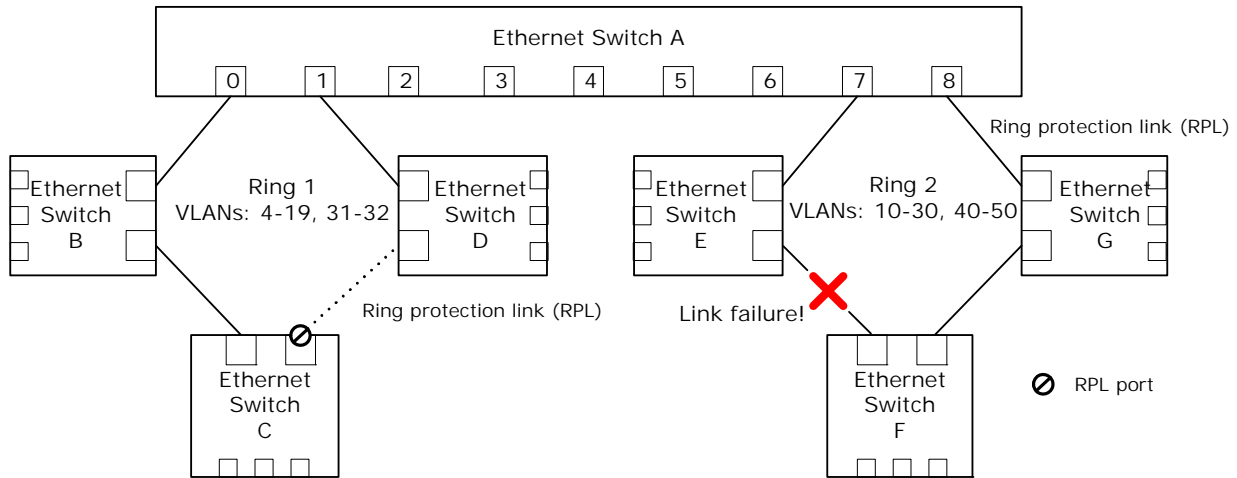 Ethernet Switch A
0 1 2 3 4 5 6 7 8
Ring protection link (RPL)
Ethernet
Switch
B
Ring 1
VLANs: 4-19, 31-32
Ethernet
Switch
D
Ethernet
Switch
E
Ring 2
VLANs: 10-30, 40-50
Ethernet
Switch
G
Ring protection link (RPL)
Link failure!
Ethernet
Switch
C
Ethernet
Switch
F
RPL port